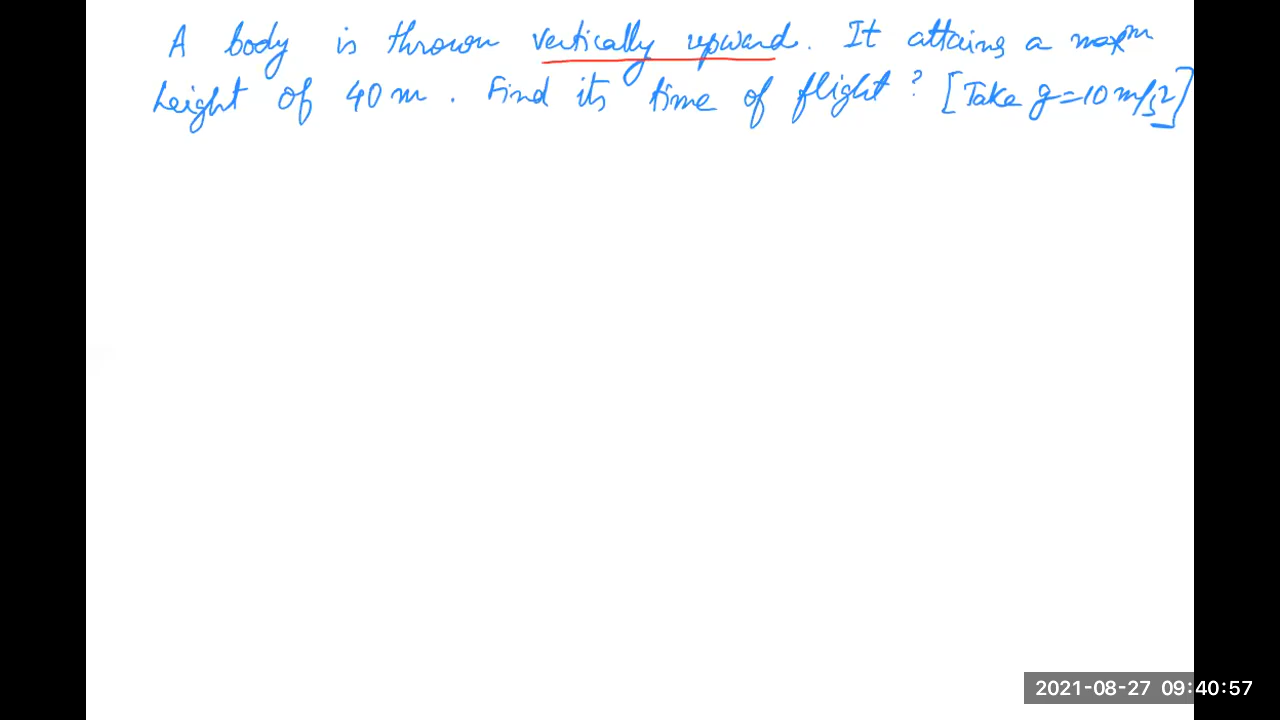 A body is thrown vertically upward. It attains a maxm
height of 40 m. Find its time of flight? [Take g=10 m/s2]
2021-08-27 09:40:57